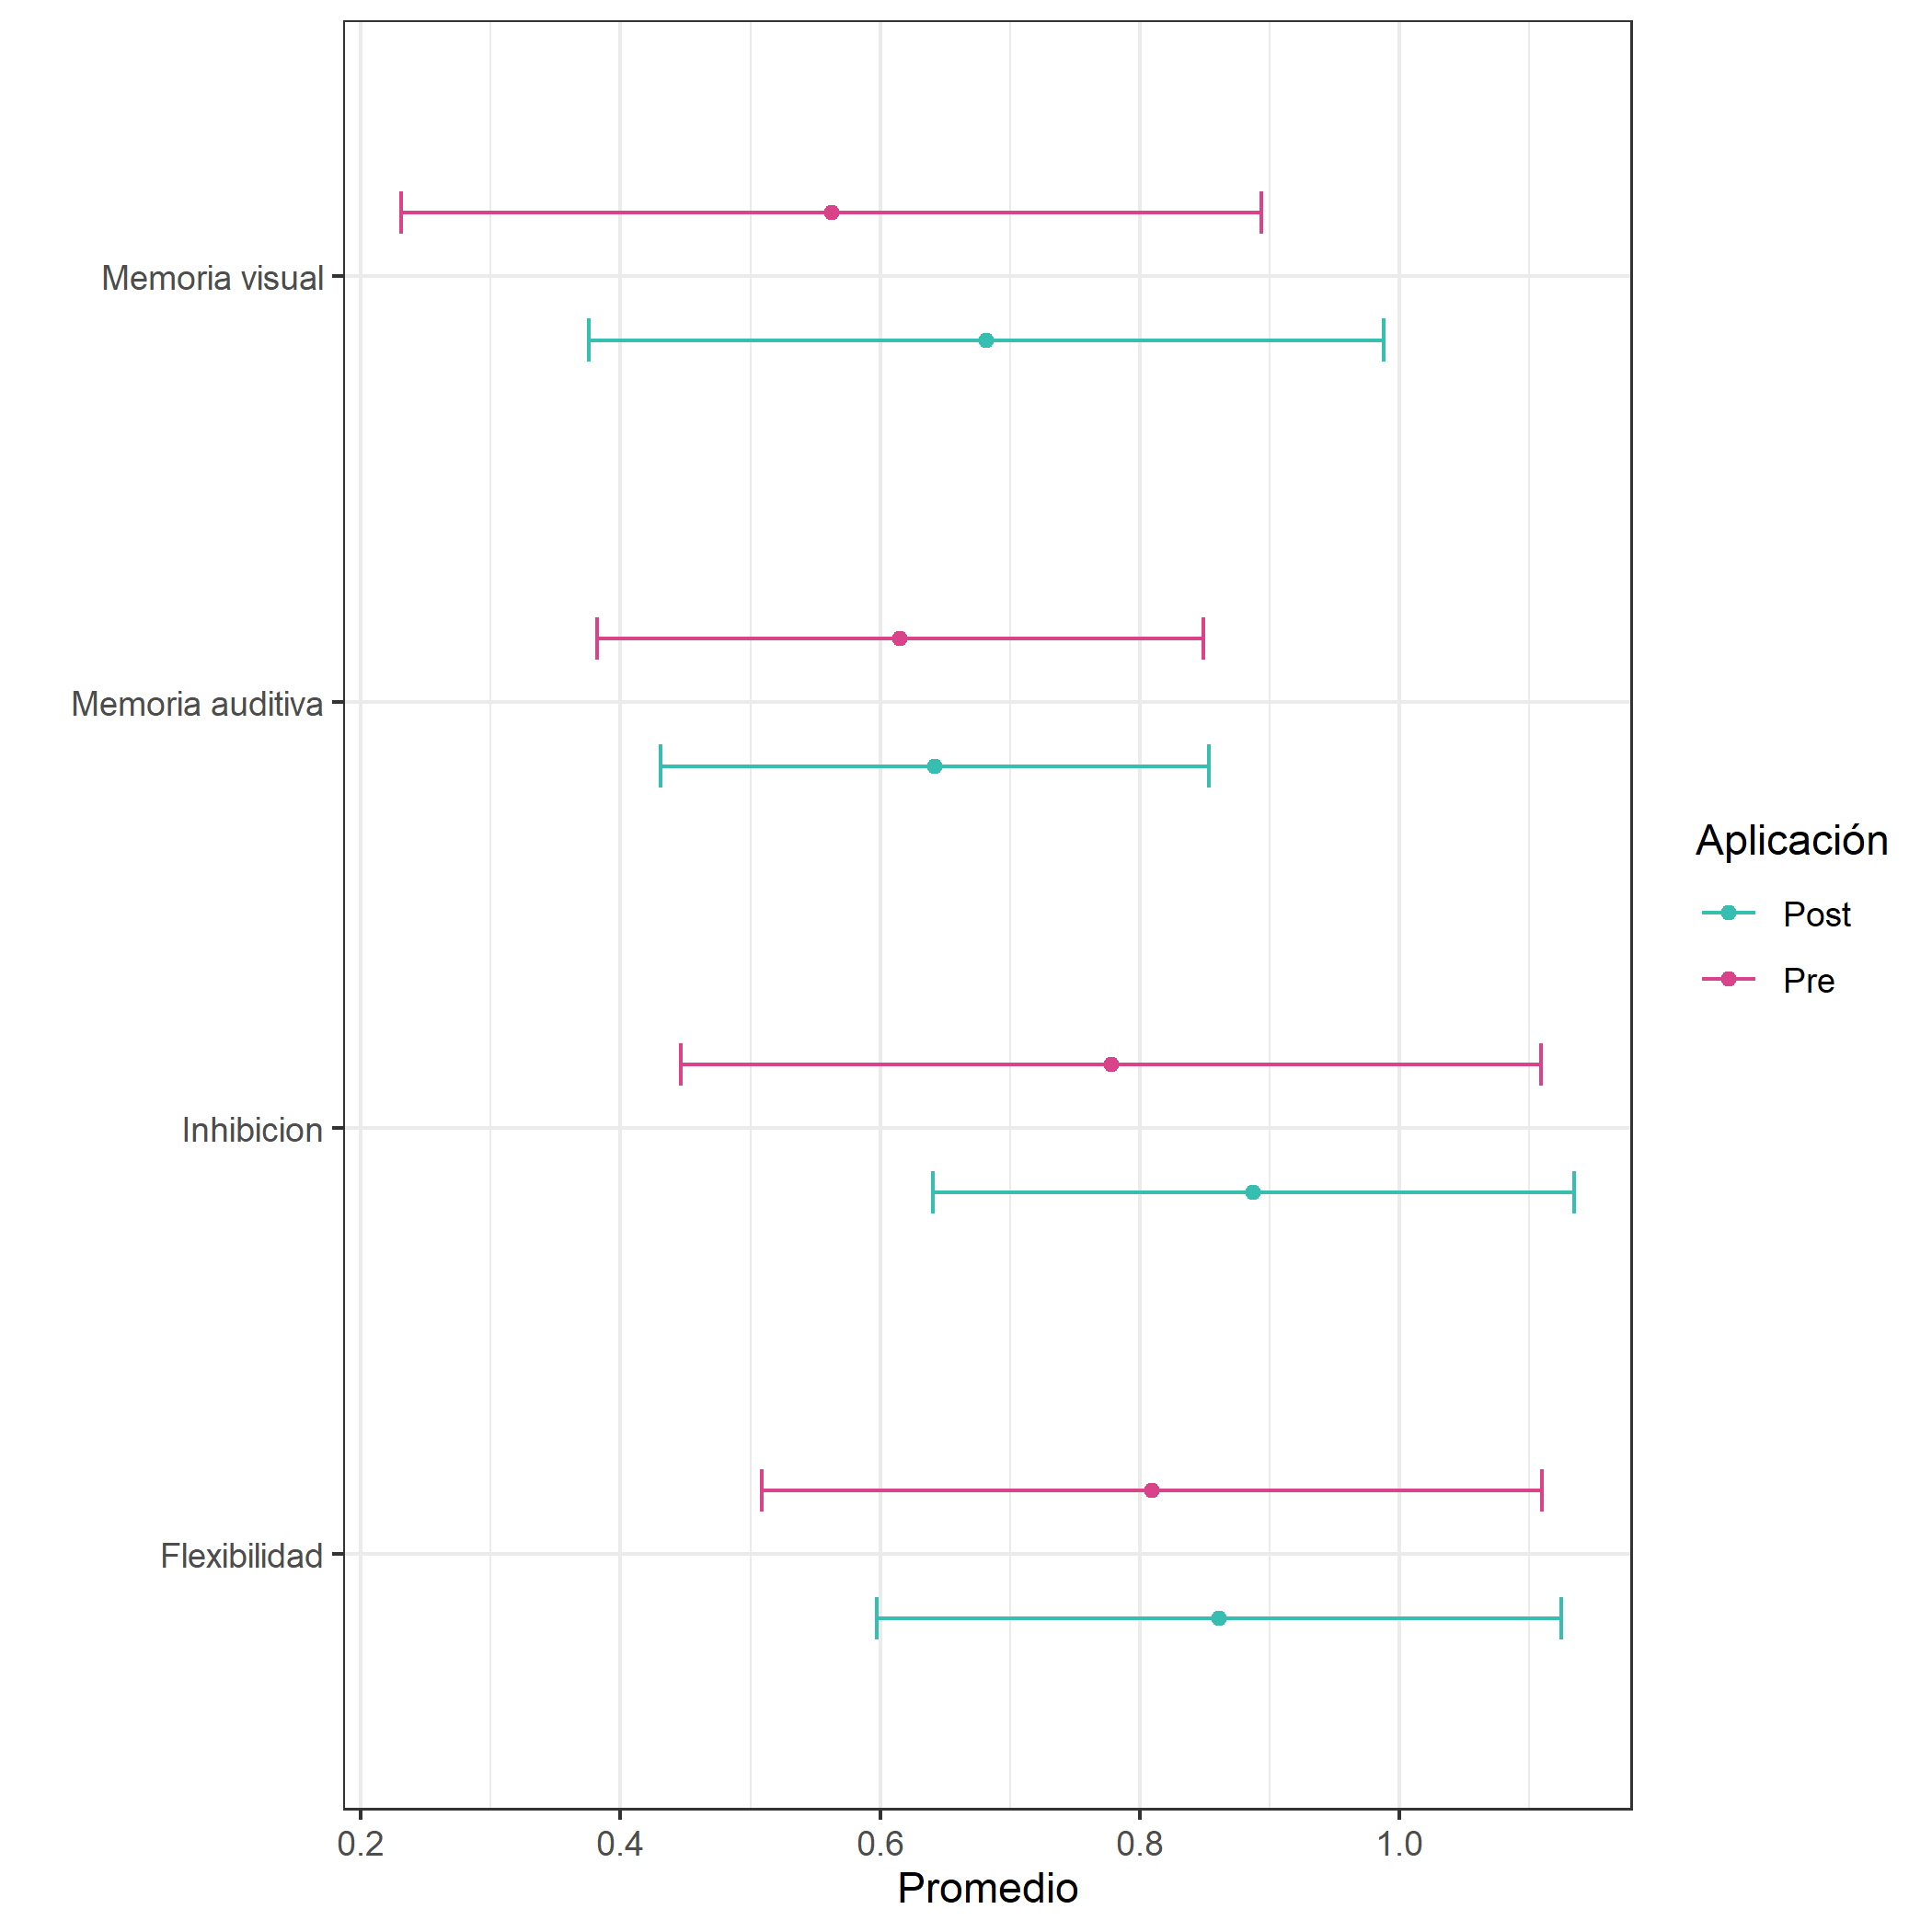 Memoria visual
Memoria auditiva
Inhibicion
Flexibilidad
0.2 0.4 0.6 0.8 1.0
Promedio
Aplicación
Post
Pre